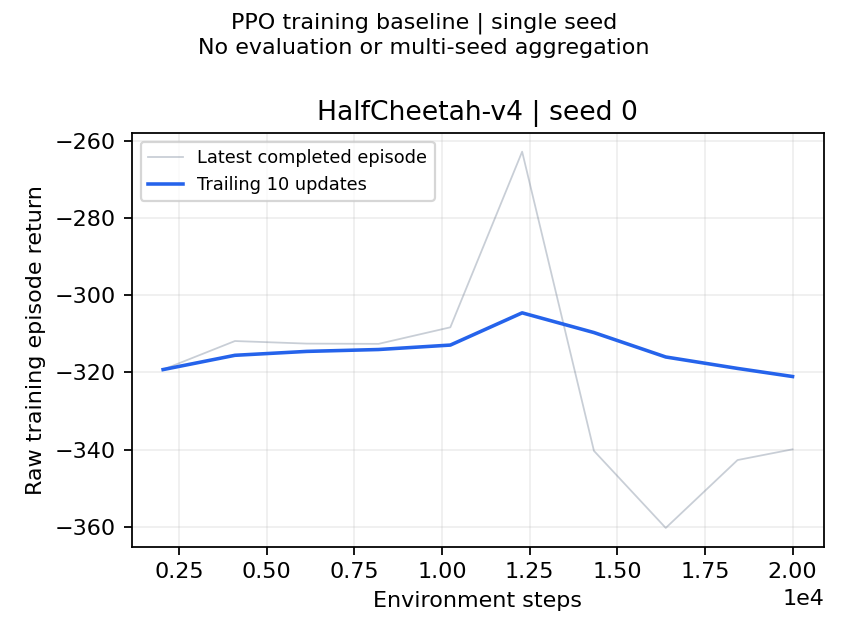 PPO training baseline | single seed
No evaluation or multi-seed aggregation
HalfCheetah-v4 | seed 0
Latest completed episode
Trailing 10 updates
Raw training episode return
−260
−280
−300
−320
−340
−360
0.25 0.50 0.75 1.00 1.25 1.50 1.75 2.00
1e4
Environment steps